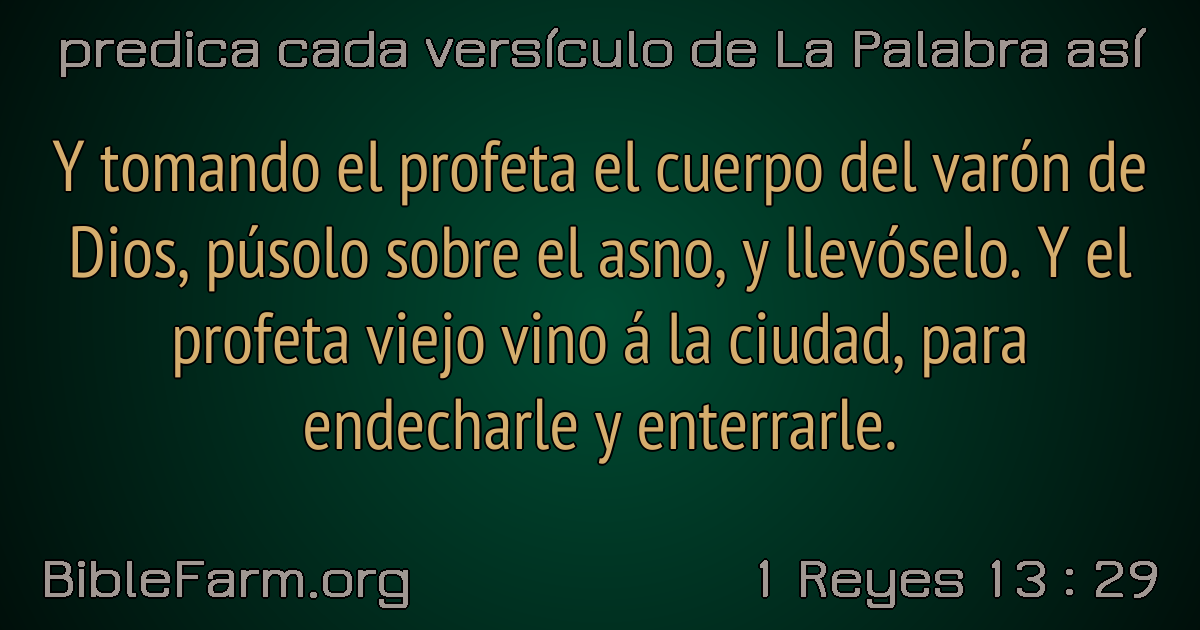 predica cada versículo de La Palabra así
Y tomando el profeta el cuerpo del varón de
Dios, púsolo sobre el asno, y llevóselo. Y el
profeta viejo vino á la ciudad, para
endecharle y enterrarle.
BibleFarm.org
1 Reyes 13 : 29